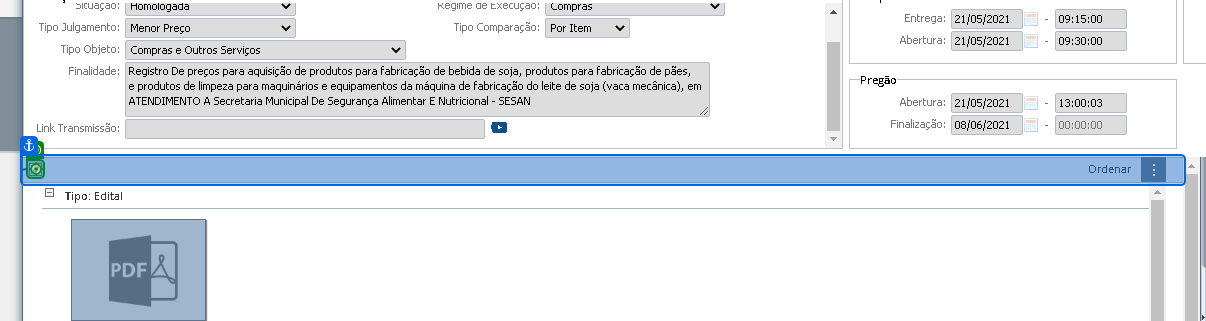 Situação: Homologada Regime de Execução: Compras
Tipo Julgamento: Menor Preço Tipo Comparação: Por Item
Tipo Objeto: Compras e Outros Serviços
Finalidade: Registro De preços para aquisição de produtos para fabricação de bebida de soja, produtos para fabricação de pães,
e produtos de limpeza para maquinários e equipamentos da máquina de fabricação do leite de soja (vaca mecânica), em
ATENDIMENTO A Secretaria Municipal De Segurança Alimentar E Nutricional - SESAN
Link Transmissão:
Entrega: 21/05/2021 - 09:15:00
Abertura: 21/05/2021 - 09:30:00
Pregão
Abertura: 21/05/2021 - 13:00:03
Finalização: 08/06/2021 - 00:00:00
Ordenar
Tipo: Edital
PDF